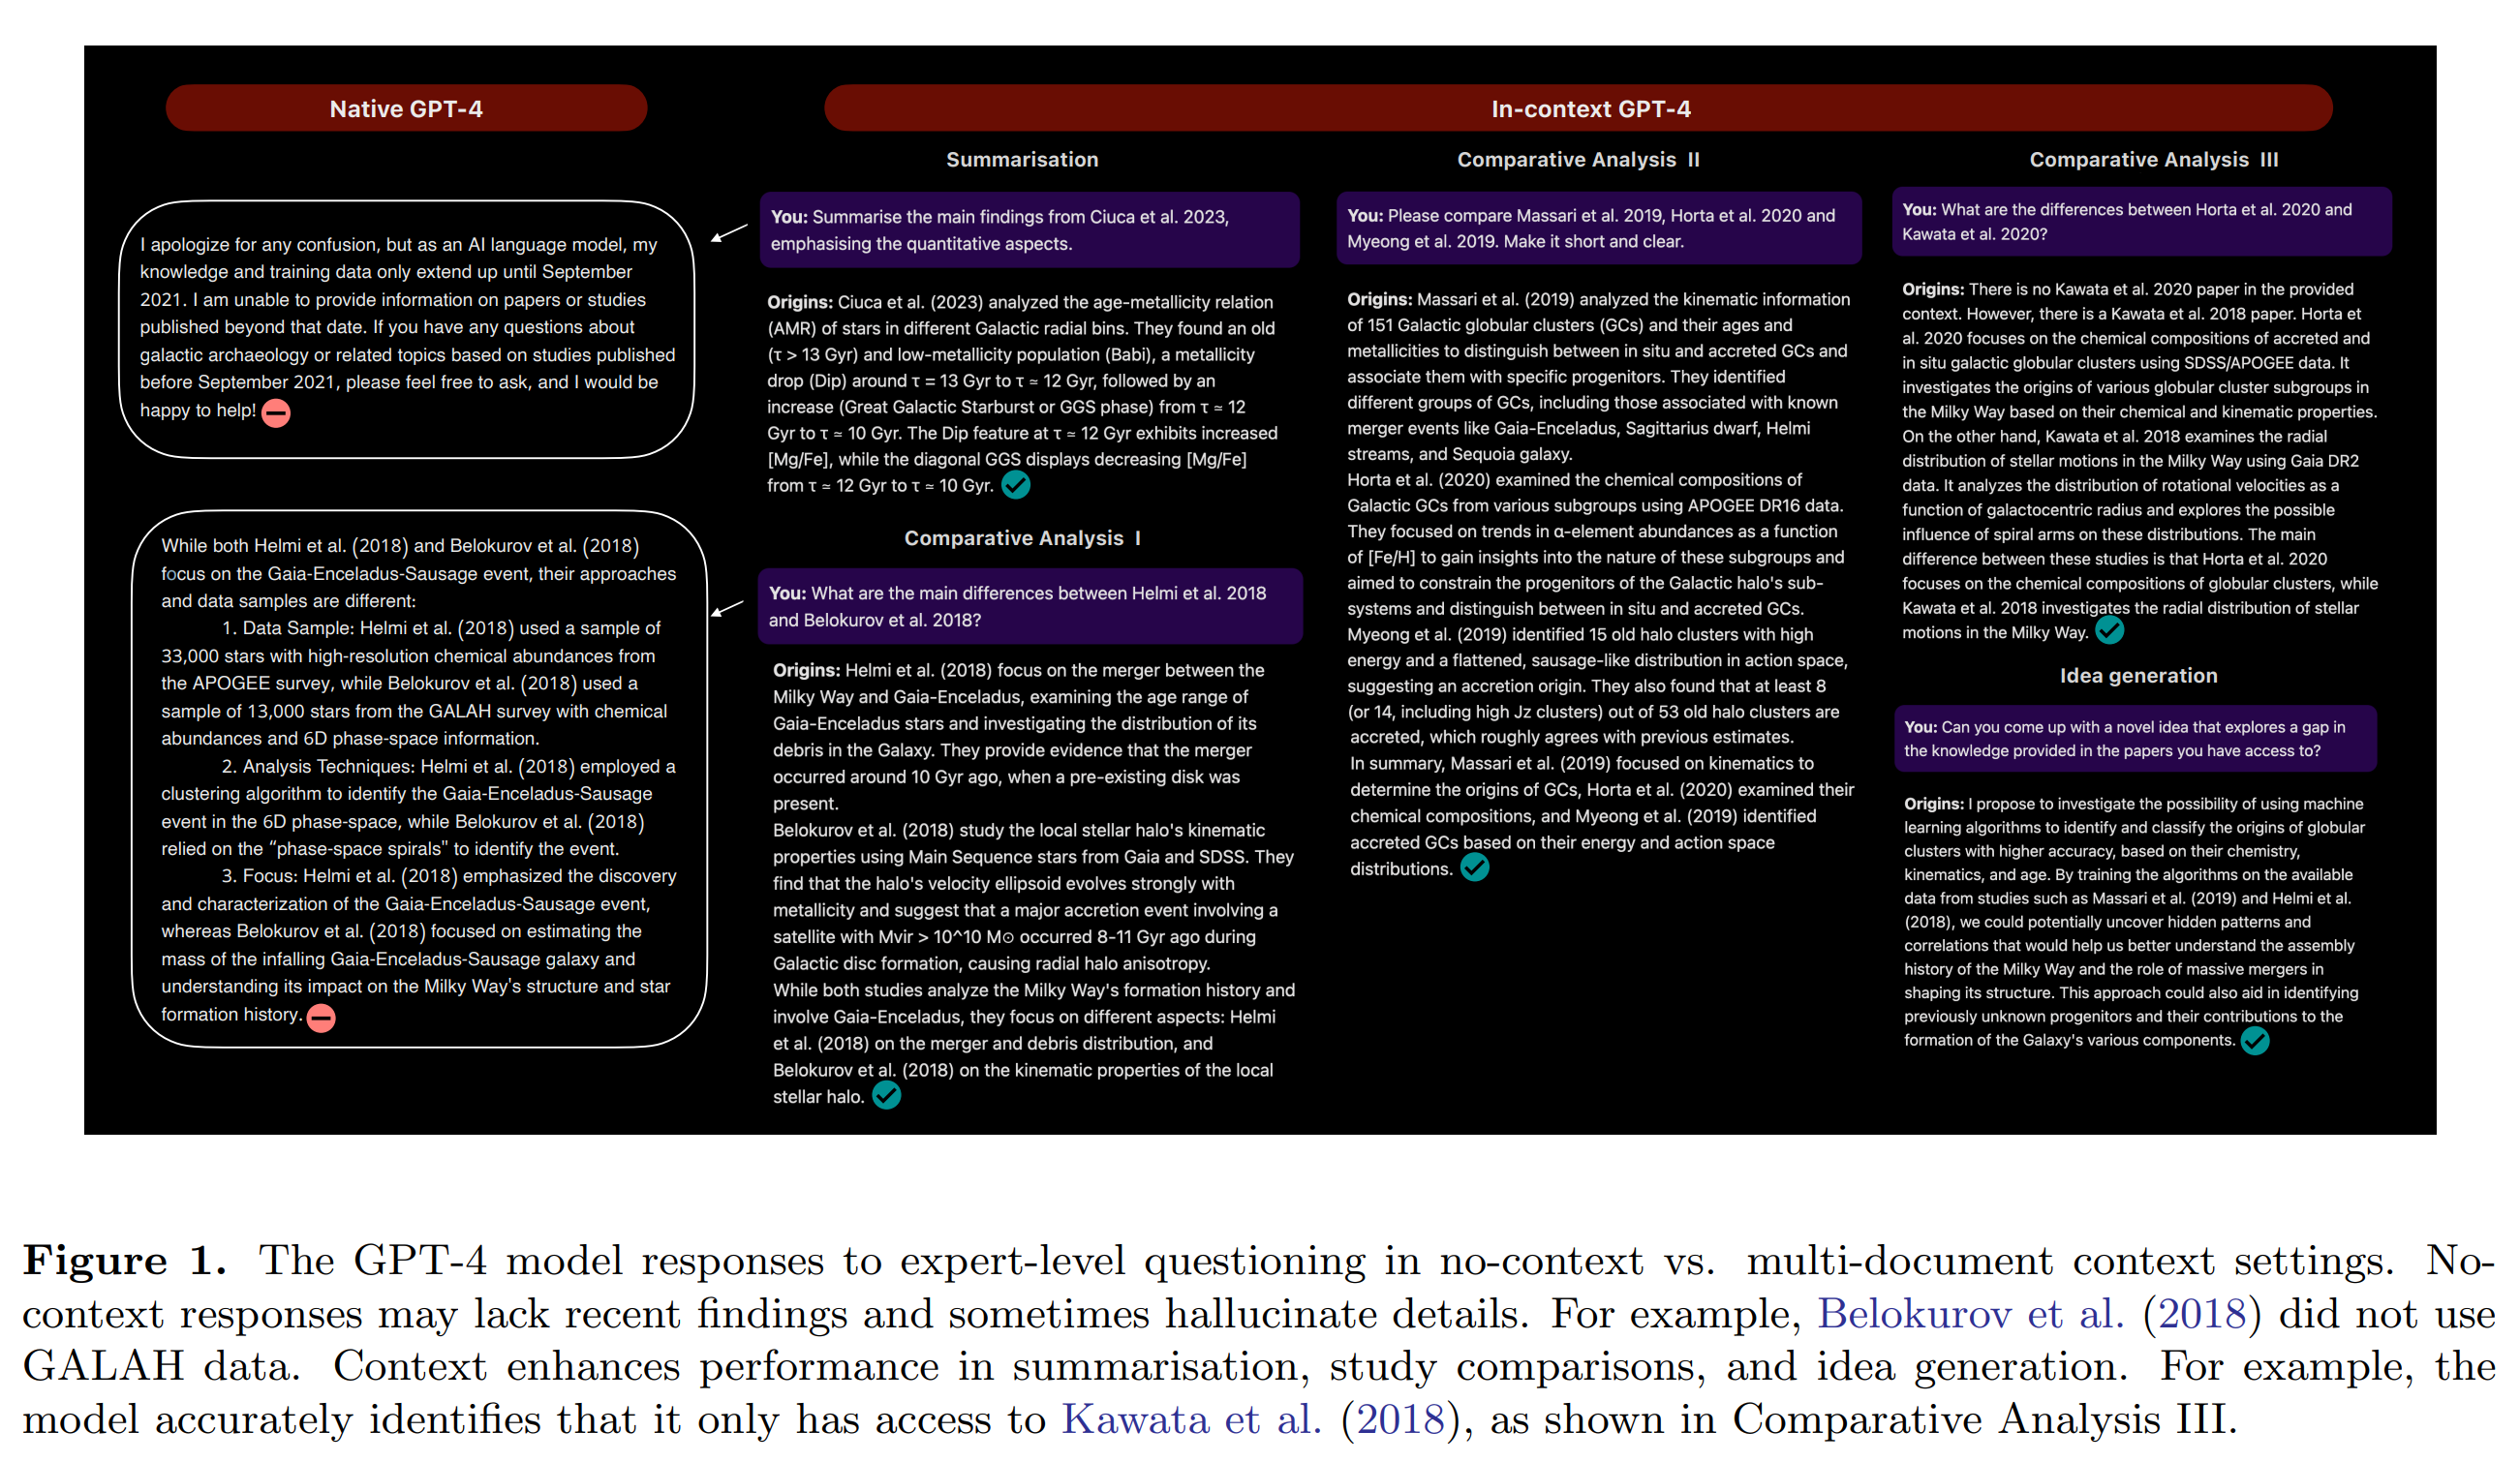 Native GPT-4
I apologize for any confusion, but as an AI language model, my
knowledge and training data only extend up until September
2021. I am unable to provide information on papers or studies
published beyond that date. If you have any questions about
galactic archaeology or related topics based on studies published
before September 2021, please feel free to ask, and I would be
happy to help!
While both Helmi et al. (2018) and Belokurov et al. (2018)
focus on the Gaia-Enceladus-Sausage event, their approaches
and data samples are different:
1. Data Sample: Helmi et al. (2018) used a sample of
33,000 stars with high-resolution chemical abundances from
the APOGEE survey, while Belokurov et al. (2018) used a
sample of 13,000 stars from the GALAH survey with chemical
abundances and 6D phase-space information.
2. Analysis Techniques: Helmi et al. (2018) employed a
clustering algorithm to identify the Gaia-Enceladus-Sausage
event in the 6D phase-space, while Belokurov et al. (2018)
relied on the “phase-space spirals" to identify the event.
3. Focus: Helmi et al. (2018) emphasized the discovery
and characterization of the Gaia-Enceladus-Sausage event,
whereas Belokurov et al. (2018) focused on estimating the
mass of the infalling Gaia-Enceladus-Sausage galaxy and
understanding its impact on the Milky Way's structure and star
formation history.
In-context GPT-4
Summarisation
You: Summarise the main findings from Ciuca et al. 2023,
emphasising the quantitative aspects.
Origins: Ciuca et al. (2023) analyzed the age-metallicity relation
(AMR) of stars in different Galactic radial bins. They found an old
(τ > 13 Gyr) and low-metallicity population (Babi), a metallicity
drop (Dip) around τ = 13 Gyr to τ ≃ 12 Gyr, followed by an
increase (Great Galactic Starburst or GGS phase) from τ ≃ 12
Gyr to τ ≃ 10 Gyr. The Dip feature at τ ≃ 12 Gyr exhibits increased
[Mg/Fe], while the diagonal GGS displays decreasing [Mg/Fe]
from τ ≃ 12 Gyr to τ ≃ 10 Gyr.
Comparative Analysis I
You: What are the main differences between Helmi et al. 2018
and Belokurov et al. 2018?
Origins: Helmi et al. (2018) focus on the merger between the
Milky Way and Gaia-Enceladus, examining the age range of
Gaia-Enceladus stars and investigating the distribution of its
debris in the Galaxy. They provide evidence that the merger
occurred around 10 Gyr ago, when a pre-existing disk was
present.
Belokurov et al. (2018) study the local stellar halo's kinematic
properties using Main Sequence stars from Gaia and SDSS. They
find that the halo's velocity ellipsoid evolves strongly with
metallicity and suggest that a major accretion event involving a
satellite with Mvir > 10^10 M⊙ occurred 8-11 Gyr ago during
Galactic disc formation, causing radial halo anisotropy.
While both studies analyze the Milky Way's formation history and
involve Gaia-Enceladus, they focus on different aspects: Helmi
et al. (2018) on the merger and debris distribution, and
Belokurov et al. (2018) on the kinematic properties of the local
stellar halo.
Comparative Analysis II
You: Please compare Massari et al. 2019, Horta et al. 2020 and
Myeong et al. 2019. Make it short and clear.
Origins: Massari et al. (2019) analyzed the kinematic information
of 151 Galactic globular clusters (GCs) and their ages and
metallicities to distinguish between in situ and accreted GCs and
associate them with specific progenitors. They identified
different groups of GCs, including those associated with known
merger events like Gaia-Enceladus, Sagittarius dwarf, Helmi
streams, and Sequoia galaxy.
Horta et al. (2020) examined the chemical compositions of
Galactic GCs from various subgroups using APOGEE DR16 data.
They focused on trends in α-element abundances as a function
of [Fe/H] to gain insights into the nature of these subgroups and
aimed to constrain the progenitors of the Galactic halo's sub-
systems and distinguish between in situ and accreted GCs.
Myeong et al. (2019) identified 15 old halo clusters with high
energy and a flattened, sausage-like distribution in action space,
suggesting an accretion origin. They also found that at least 8
(or 14, including high Jz clusters) out of 53 old halo clusters are
accreted, which roughly agrees with previous estimates.
In summary, Massari et al. (2019) focused on kinematics to
determine the origins of GCs, Horta et al. (2020) examined their
chemical compositions, and Myeong et al. (2019) identified
accreted GCs based on their energy and action space
distributions.
Comparative Analysis III
You: What are the differences between Horta et al. 2020 and
Kawata et al. 2020?
Origins: There is no Kawata et al. 2020 paper in the provided
context. However, there is a Kawata et al. 2018 paper. Horta et
al. 2020 focuses on the chemical compositions of accreted and
in situ galactic globular clusters using SDSS/APOGEE data. It
investigates the origins of various globular cluster subgroups in
the Milky Way based on their chemical and kinematic properties.
On the other hand, Kawata et al. 2018 examines the radial
distribution of stellar motions in the Milky Way using Gaia DR2
data. It analyzes the distribution of rotational velocities as a
function of galactocentric radius and explores the possible
influence of spiral arms on these distributions. The main
difference between these studies is that Horta et al. 2020
focuses on the chemical compositions of globular clusters, while
Kawata et al. 2018 investigates the radial distribution of stellar
motions in the Milky Way.
Idea generation
You: Can you come up with a novel idea that explores a gap in
the knowledge provided in the papers you have access to?
Origins: I propose to investigate the possibility of using machine
learning algorithms to identify and classify the origins of globular
clusters with higher accuracy, based on their chemistry,
kinematics, and age. By training the algorithms on the available
data from studies such as Massari et al. (2019) and Helmi et al.
(2018), we could potentially uncover hidden patterns and
correlations that would help us better understand the assembly
history of the Milky Way and the role of massive mergers in
shaping its structure. This approach could also aid in identifying
previously unknown progenitors and their contributions to the
formation of the Galaxy's various components.
Figure 1. The GPT-4 model responses to expert-level questioning in no-context vs. multi-document context settings. No-
context responses may lack recent findings and sometimes hallucinate details. For example, Belokurov et al. (2018) did not use
GALAH data. Context enhances performance in summarisation, study comparisons, and idea generation. For example, the
model accurately identifies that it only has access to Kawata et al. (2018), as shown in Comparative Analysis III.